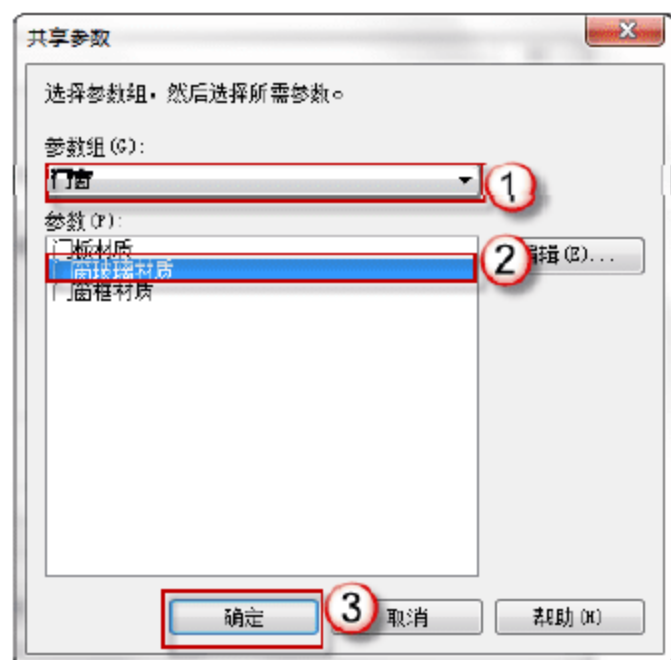 共享参数
选择参数组，然后选择所需参数。
参数组(G):
门窗
1
参数(P):
门板材质
门窗玻璃材质
2
编辑(E)...
门窗框材质
确定
3
取消
帮助(H)